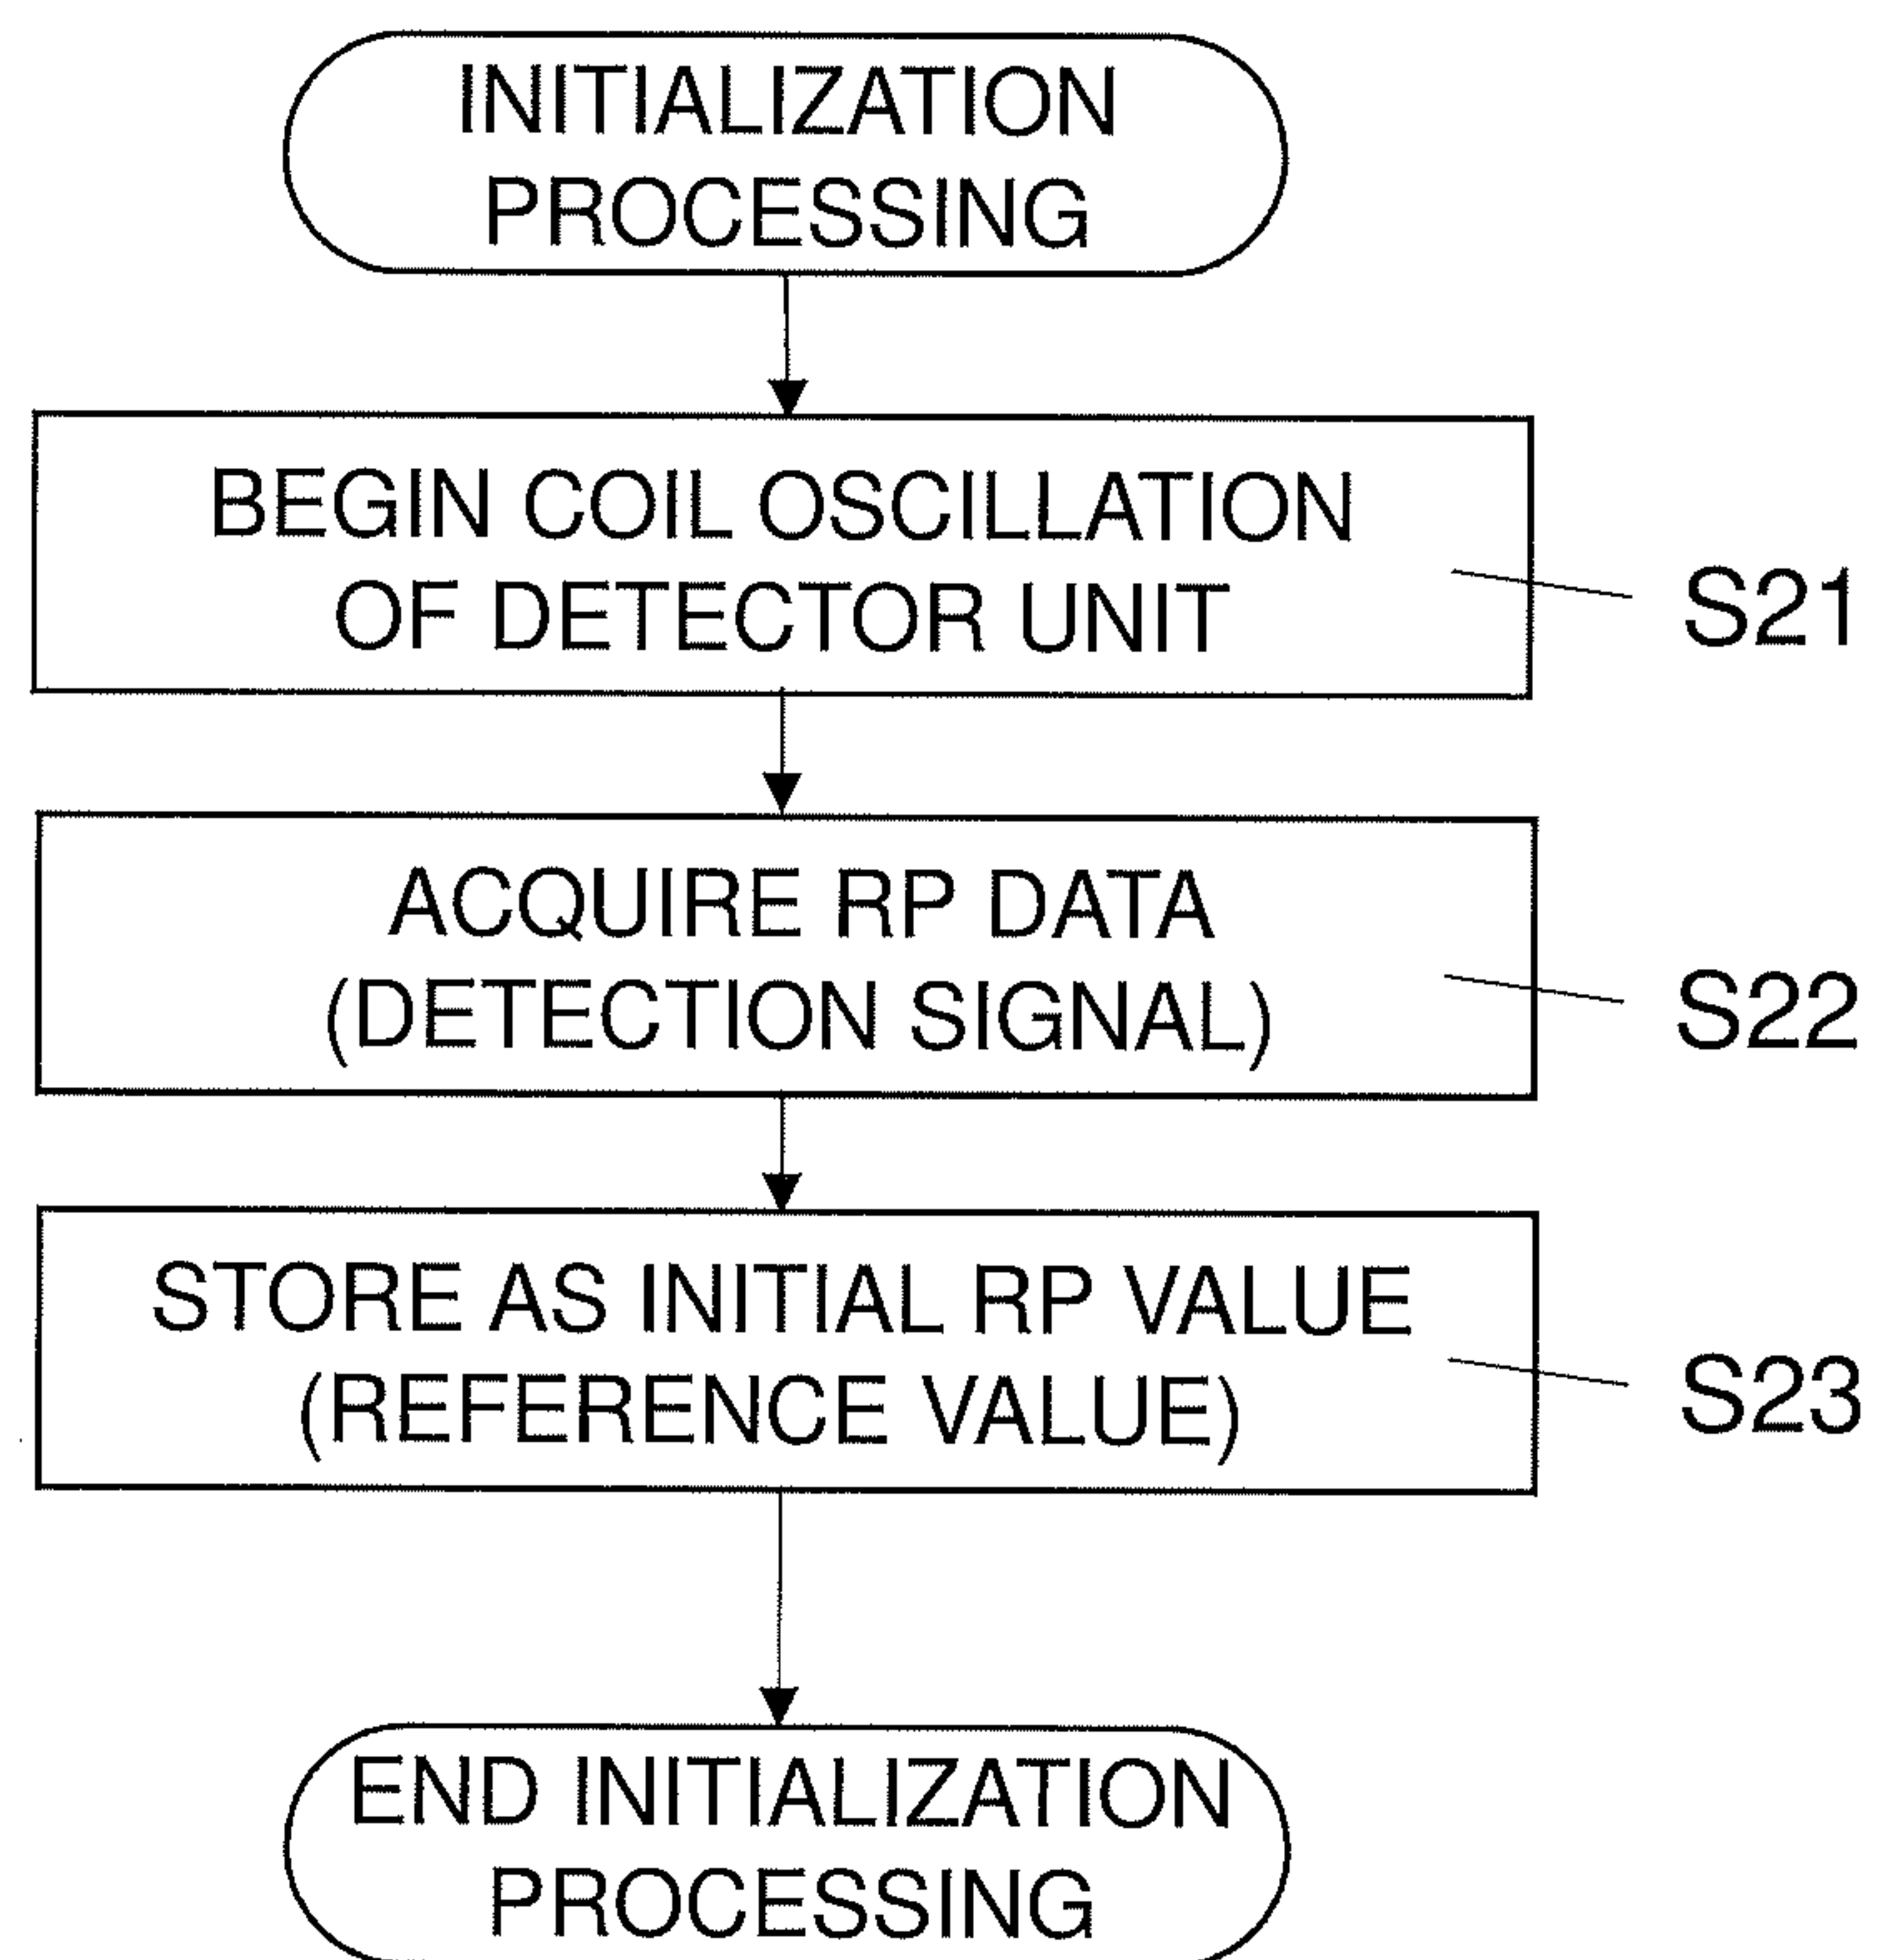 INITIALIZATION
PROCESSING
BEGIN COIL OSCILLATION
OF DETECTOR UNIT
S21
ACQUIRE RP DATA
(DETECTION SIGNAL)
S22
STORE AS INITIAL RP VALUE
(REFERENCE VALUE)
S23
END INITIALIZATION
PROCESSING